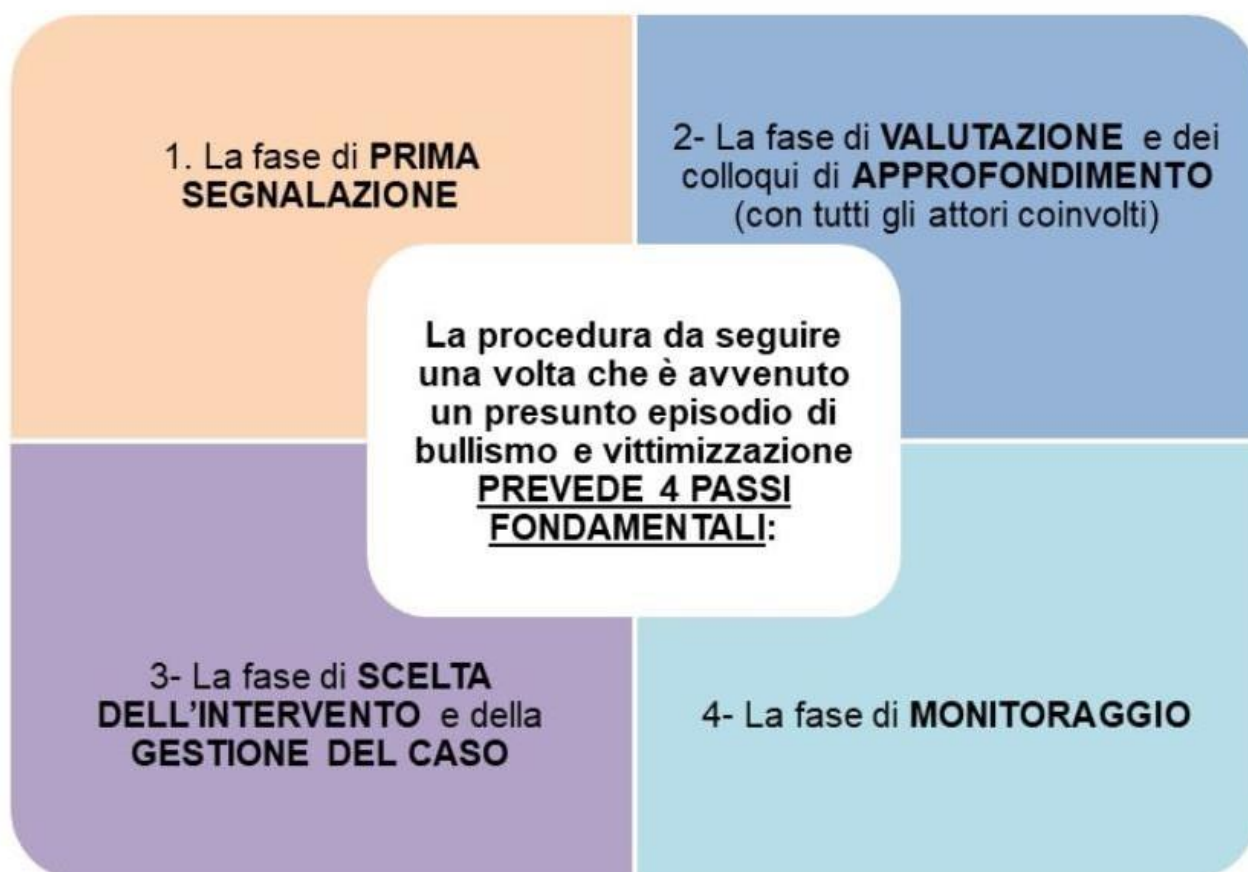 1. La fase di PRIMA
SEGNALAZIONE
2- La fase di VALUTAZIONE e dei
colloqui di APPROFONDIMENTO
(con tutti gli attori coinvolti)
La procedura da seguire
una volta che è avvenuto
un presunto episodio di
bullismo e vittimizzazione
PREVEDE 4 PASSI
FONDAMENTALI:
3- La fase di SCELTA
DELL'INTERVENTO e della
GESTIONE DEL CASO
4- La fase di MONITORAGGIO